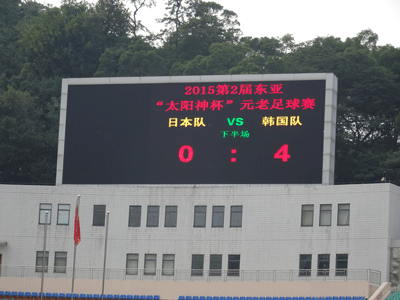 2015第2届东亚
“太阳神杯”元老足球赛
日本队 VS 韩国队
下半场
0 : 4